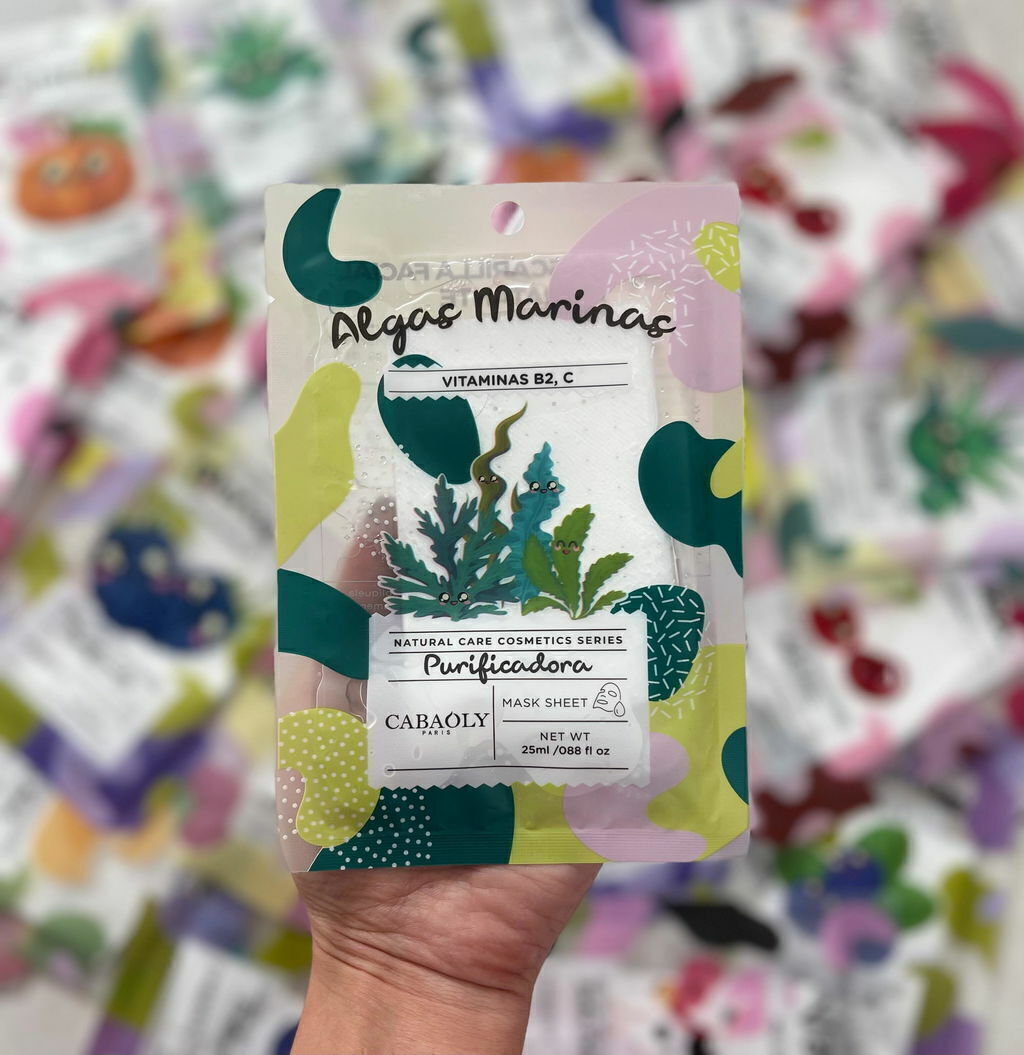 Algas Marinas
VITAMINAS B2, C
NATURAL CARE COSMETICS SERIES
Purificadora
CABAOLY
PARIS
MASK SHEET
NET WT
25ml /088 fl oz